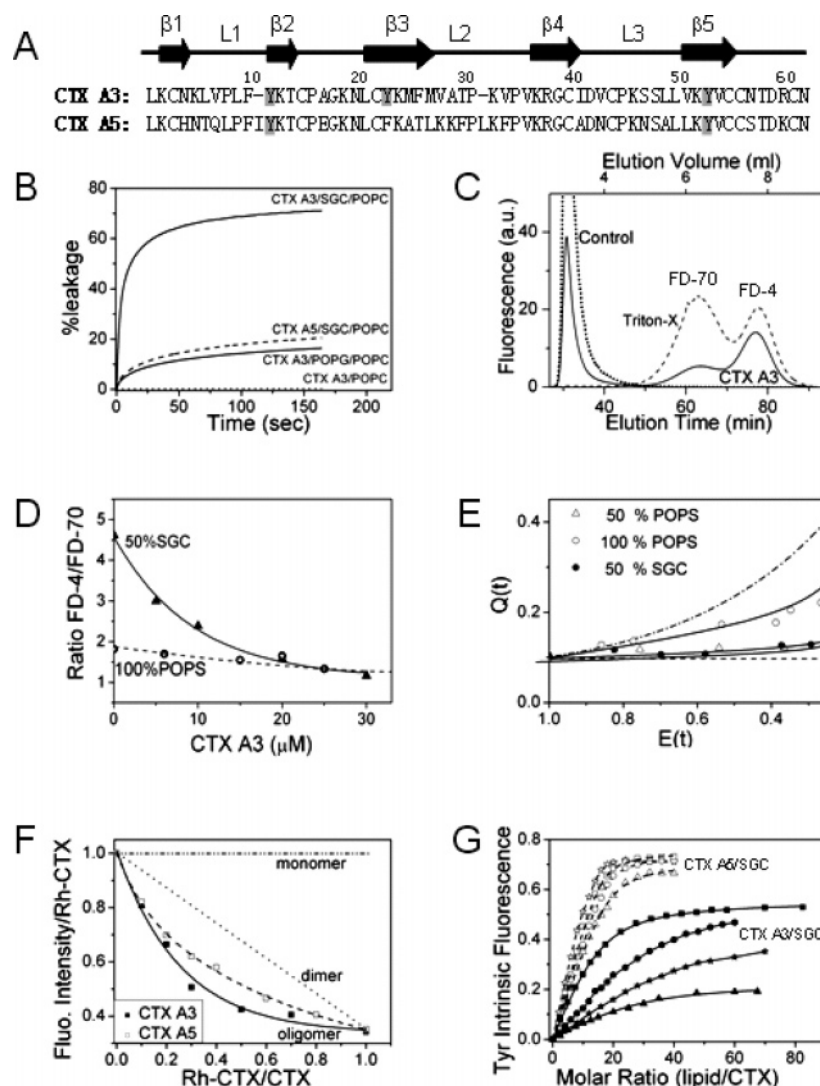 A
β1 L1 β2 β3 L2 β4 L3 β5
10 20 30 40 50 60
CTX A3: LKCNKLVPLF-YKTCPAGKNLCYKMFMVATP-KVPVKRGCIDVCPKSSLLVKYVCCNTDRCN
CTX A5: LKCHNTQLPFIYKTCPEGKNLCFKATLKKFPLKFPVKRGCADNCPKNSALLKYVCCSTDKCN
B
%leakage
80
60
40
20
0
CTX A3/SGC/POPC
CTX A5/SGC/POPC
CTX A3/POPG/POPC
CTX A3/POPC
0 50 100 150 200
Time (sec)
C
Elution Volume (ml)
4 6 8
Fluorescence (a.u.)
40
20
0
Control
FD-70
FD-4
Triton-X
CTX A3
40 60 80
Elution Time (min)
D
Ratio FD-4/FD-70
5
4
3
2
1
50%SGC
100%POPS
0 10 20 30
CTX A3 (μM)
E
Q(t)
0.4
0.2
0.0
50 % POPS
100 % POPS
50 % SGC
1.0 0.8 0.6 0.4
E(t)
F
Fluo. Intensity/Rh-CTX
1.0
0.8
0.6
0.4
monomer
dimer
oligomer
CTX A3
CTX A5
0.0 0.2 0.4 0.6 0.8 1.0
Rh-CTX/CTX
G
Tyr Intrinsic Fluorescence
0.8
0.6
0.4
0.2
0.0
CTX A5/SGC
CTX A3/SGC
0 20 40 60 80
Molar Ratio (lipid/CTX)